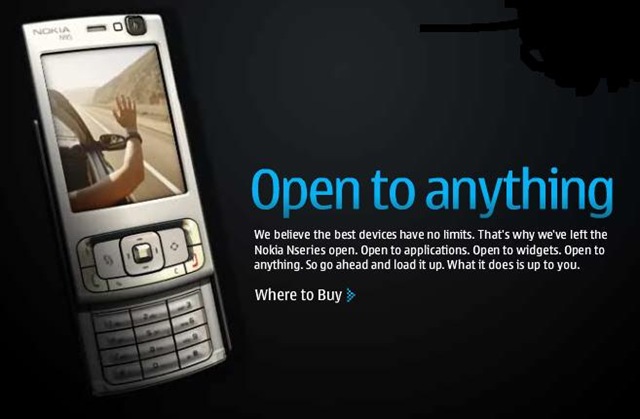 NOKIA
N95
Open to anything
We believe the best devices have no limits. That's why we've left the
Nokia Nseries open. Open to applications. Open to widgets. Open to
anything. So go ahead and load it up. What it does is up to you.
Where to Buy